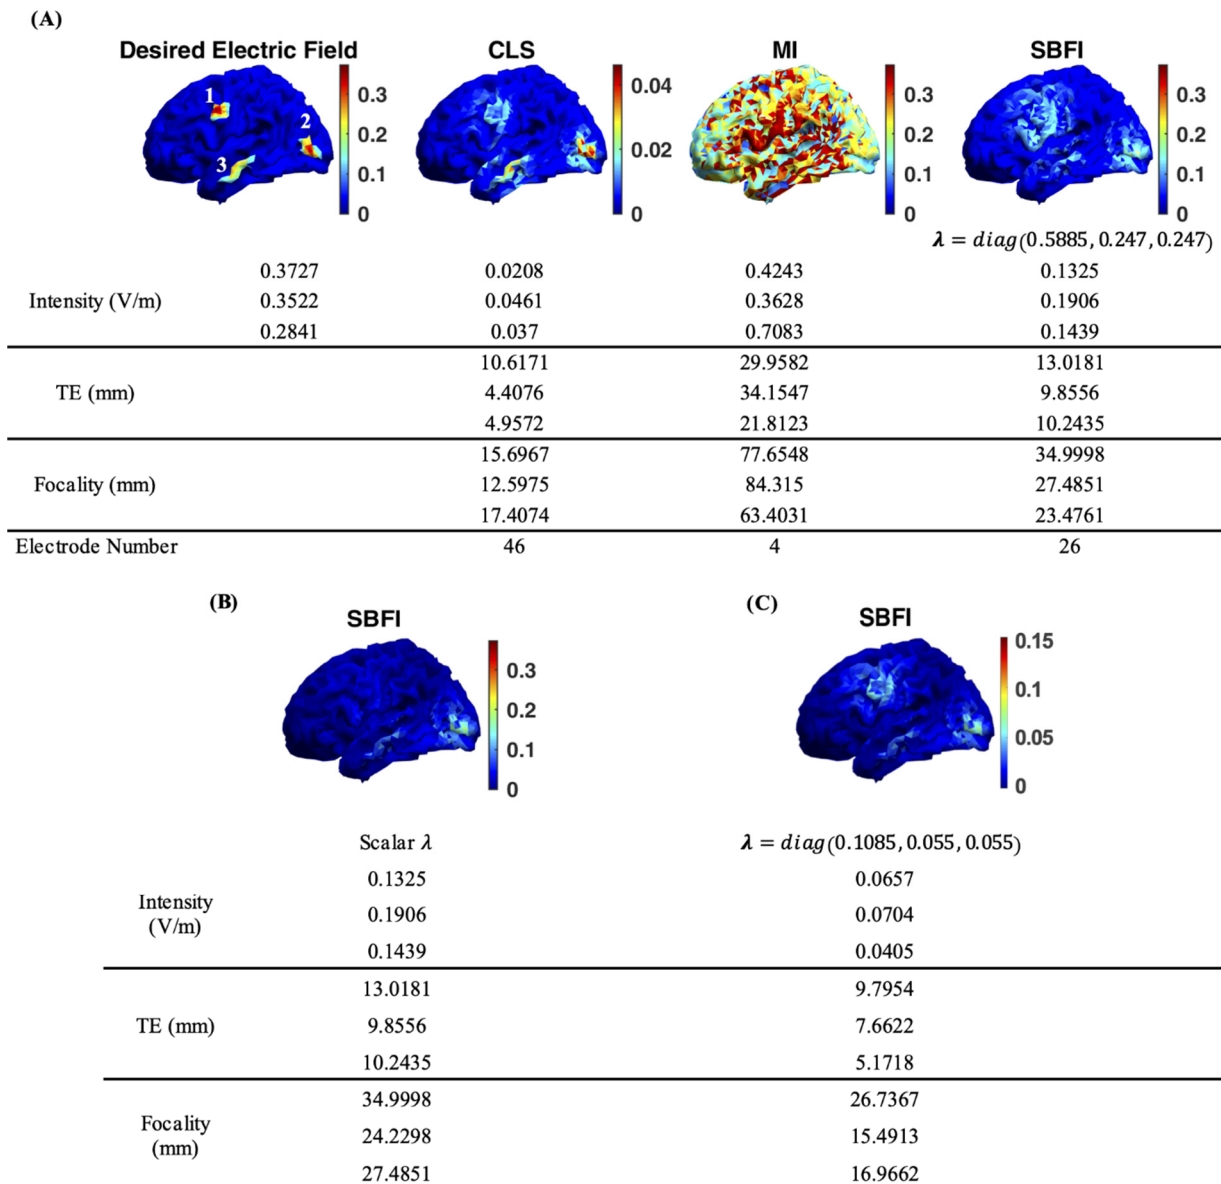 (A)
Desired Electric Field CLS MI SBFI
1
2
3
0.3
0.2
0.1
0
0.04
0.02
0
0.3
0.2
0.1
0
0.3
0.2
0.1
0
λ = diag(0.5885, 0.247, 0.247)
0.3727 0.0208 0.4243 0.1325
Intensity (V/m) 0.3522 0.0461 0.3628 0.1906
0.2841 0.037 0.7083 0.1439
10.6171 29.9582 13.0181
TE (mm) 4.4076 34.1547 9.8556
4.9572 21.8123 10.2435
15.6967 77.6548 34.9998
Focality (mm) 12.5975 84.315 27.4851
17.4074 63.4031 23.4761
Electrode Number 46 4 26
(B)
SBFI
0.3
0.2
0.1
0
Scalar λ
Intensity
(V/m)
0.1325
0.1906
0.1439
TE (mm)
13.0181
9.8556
10.2435
Focality
(mm)
34.9998
24.2298
27.4851
(C)
SBFI
0.15
0.1
0.05
0
λ = diag(0.1085, 0.055, 0.055)
0.0657
0.0704
0.0405
9.7954
7.6622
5.1718
26.7367
15.4913
16.9662